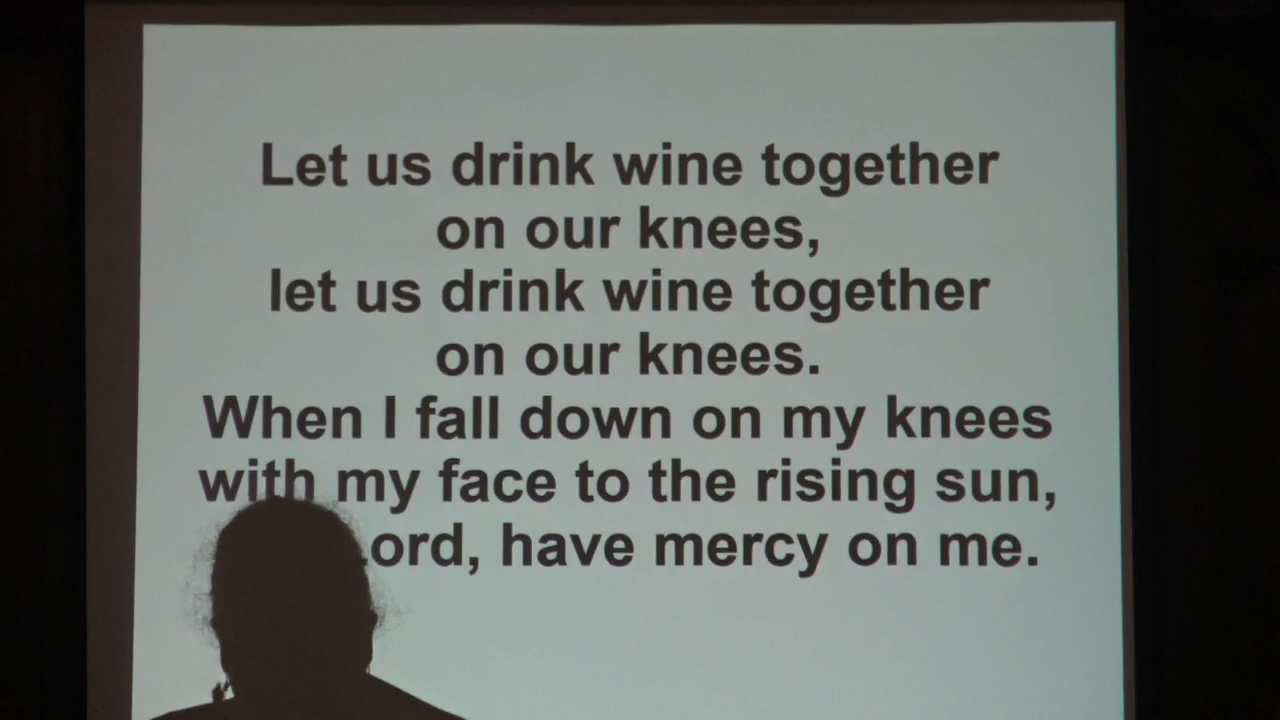 Let us drink wine together
on our knees,
let us drink wine together
on our knees.
When I fall down on my knees
with my face to the rising sun,
have mercy on me.